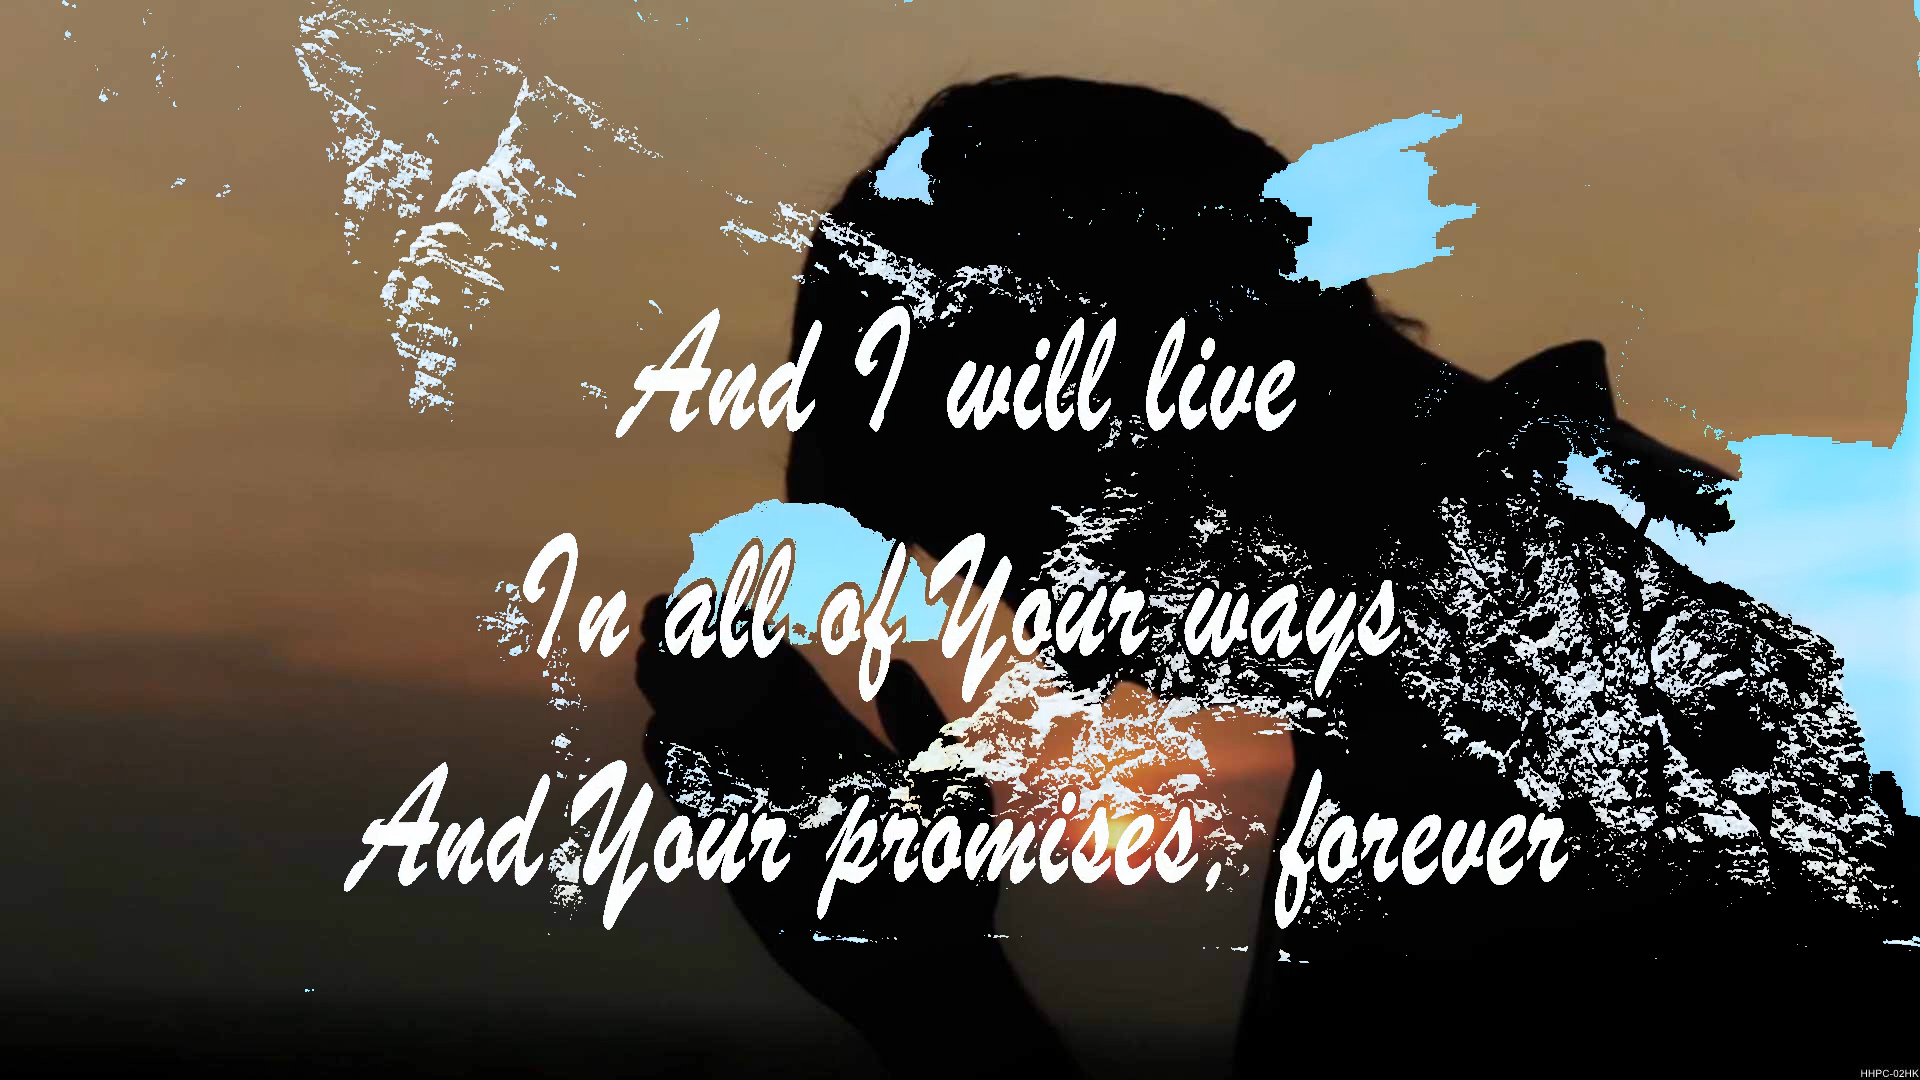 And I will live
In all of Your ways
And Your promises, forever
HHPC-02HK